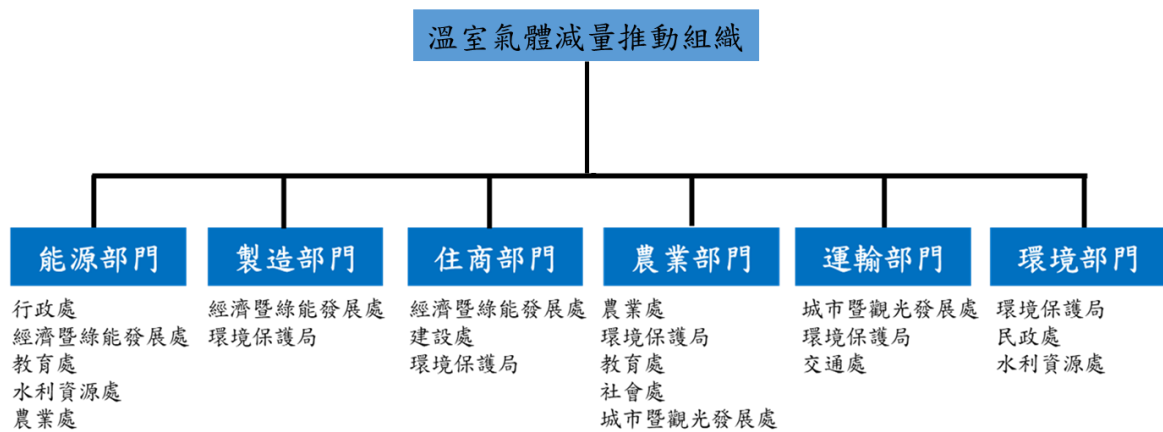 溫室氣體減量推動組織
能源部門
行政處
經濟暨綠能發展處
教育處
水利資源處
農業處
製造部門
經濟暨綠能發展處
環境保護局
住商部門
經濟暨綠能發展處
建設處
環境保護局
農業部門
農業處
環境保護局
教育處
社會處
城市暨觀光發展處
運輸部門
城市暨觀光發展處
環境保護局
交通處
環境部門
環境保護局
民政處
水利資源處